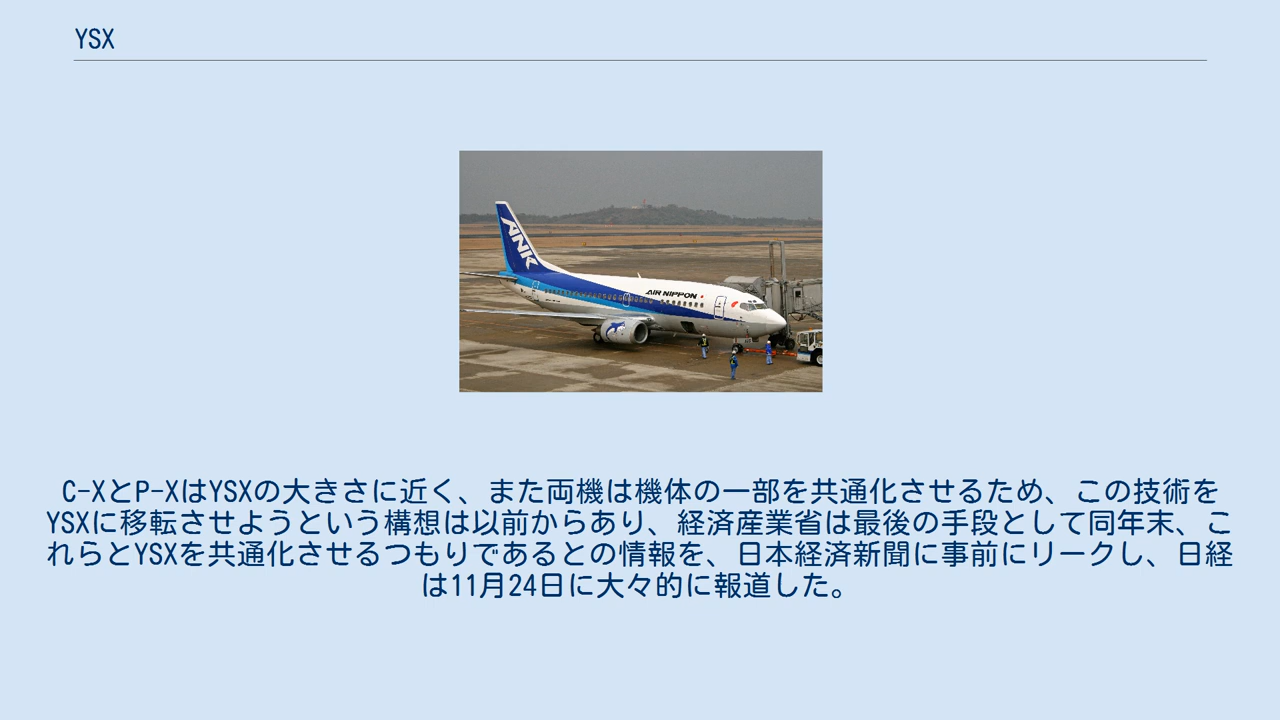 YSX
ANK
AIR NIPPON
C-XとP-XはYSXの大きさに近く、また両機は機体の一部を共通化させるため、この技術を
YSXに移転させようという構想は以前からあり、経済産業省は最後の手段として同年末、こ
れらとYSXを共通化させるつもりであるとの情報を、日本経済新聞に事前にリークし、日経
は11月24日に大々的に報道した。